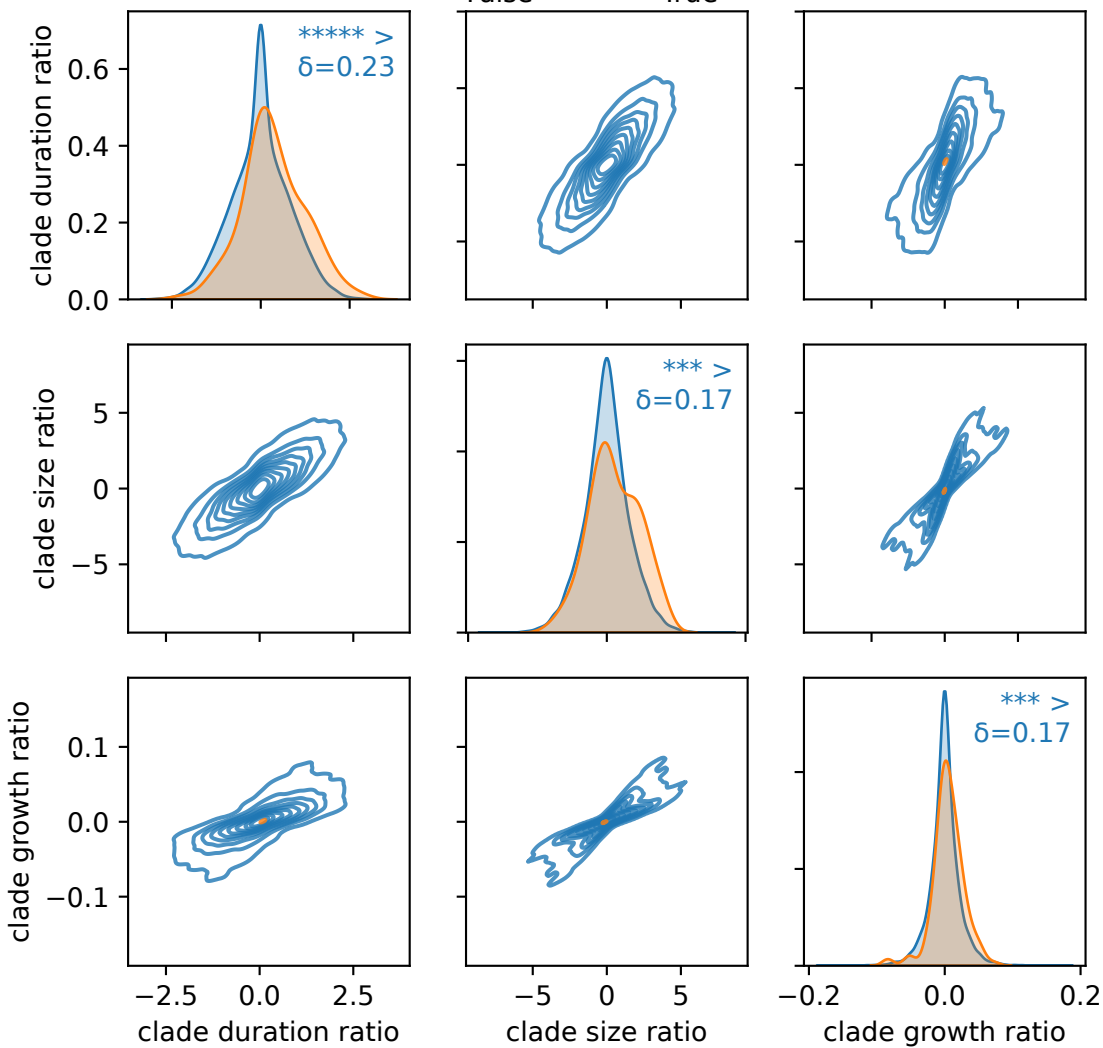 clade duration ratio
0.6
0.4
0.2
0.0
***** >
δ=0.23
clade size ratio
5
0
−5
*** >
δ=0.17
clade growth ratio
0.1
0.0
−0.1
*** >
δ=0.17
−2.5 0.0 2.5
−5 0 5
−0.2 0.0 0.2
clade duration ratio
clade size ratio
clade growth ratio